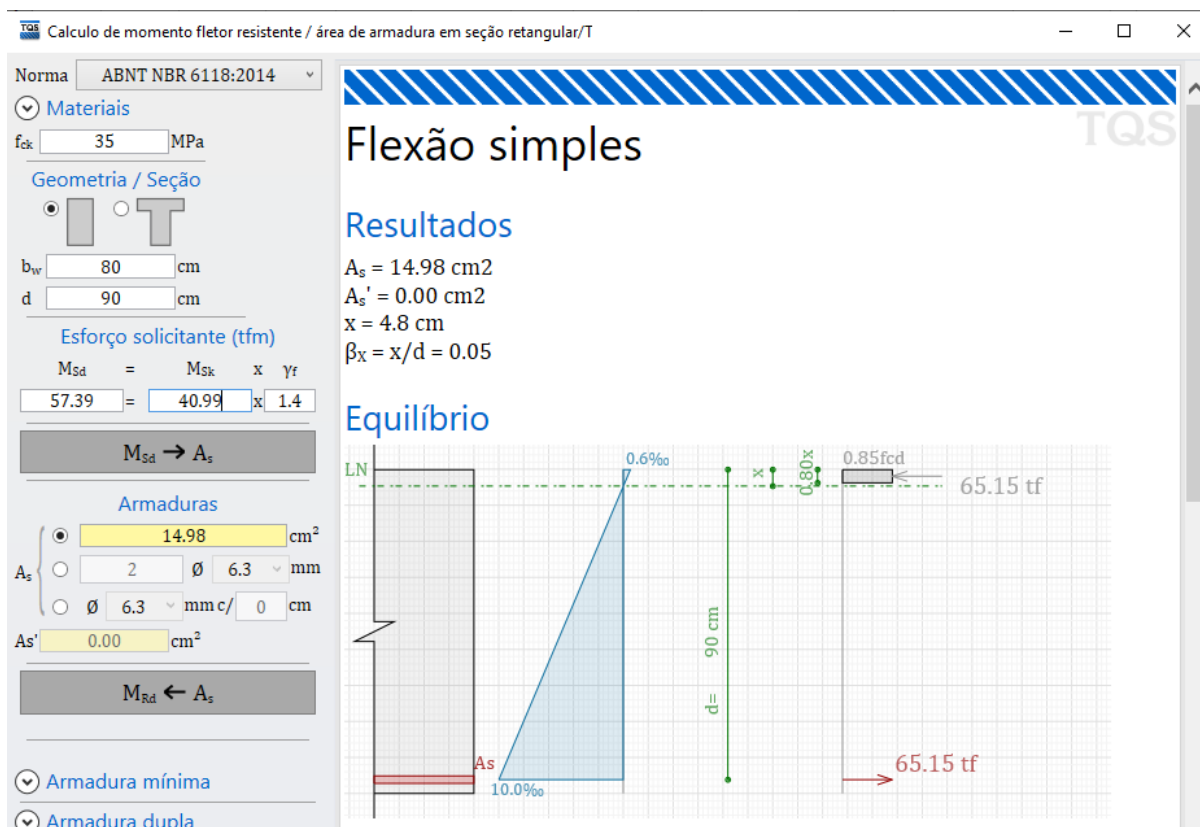 TQS Calculo de momento fletor resistente / área de armadura em seção retangular/T
Norma ABNT NBR 6118:2014
Materiais
fck 35 MPa
Geometria / Seção
bw 80 cm
d 90 cm
Esforço solicitante (tfm)
MSd = MSk x γf
57.39 = 40.99 x 1.4
MSd → As
Armaduras
14.98 cm²
As 2 Ø 6.3 mm
Ø 6.3 mm c/ 0 cm
As' 0.00 cm²
MRd ← As
Armadura mínima
Armadura dupla
TQS
Flexão simples
Resultados
As = 14.98 cm2
As' = 0.00 cm2
x = 4.8 cm
βX = x/d = 0.05
Equilíbrio
LN
0.6‰
x
0.80x
0.85fcd
65.15 tf
d= 90 cm
As
10.0‰
65.15 tf